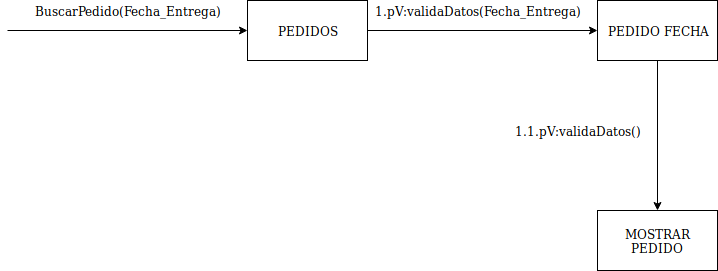 BuscarPedido(Fecha_Entrega)
1.pV:validaDatos(Fecha_Entrega)
PEDIDOS
PEDIDO FECHA
1.1.pV:validaDatos()
MOSTRAR
PEDIDO